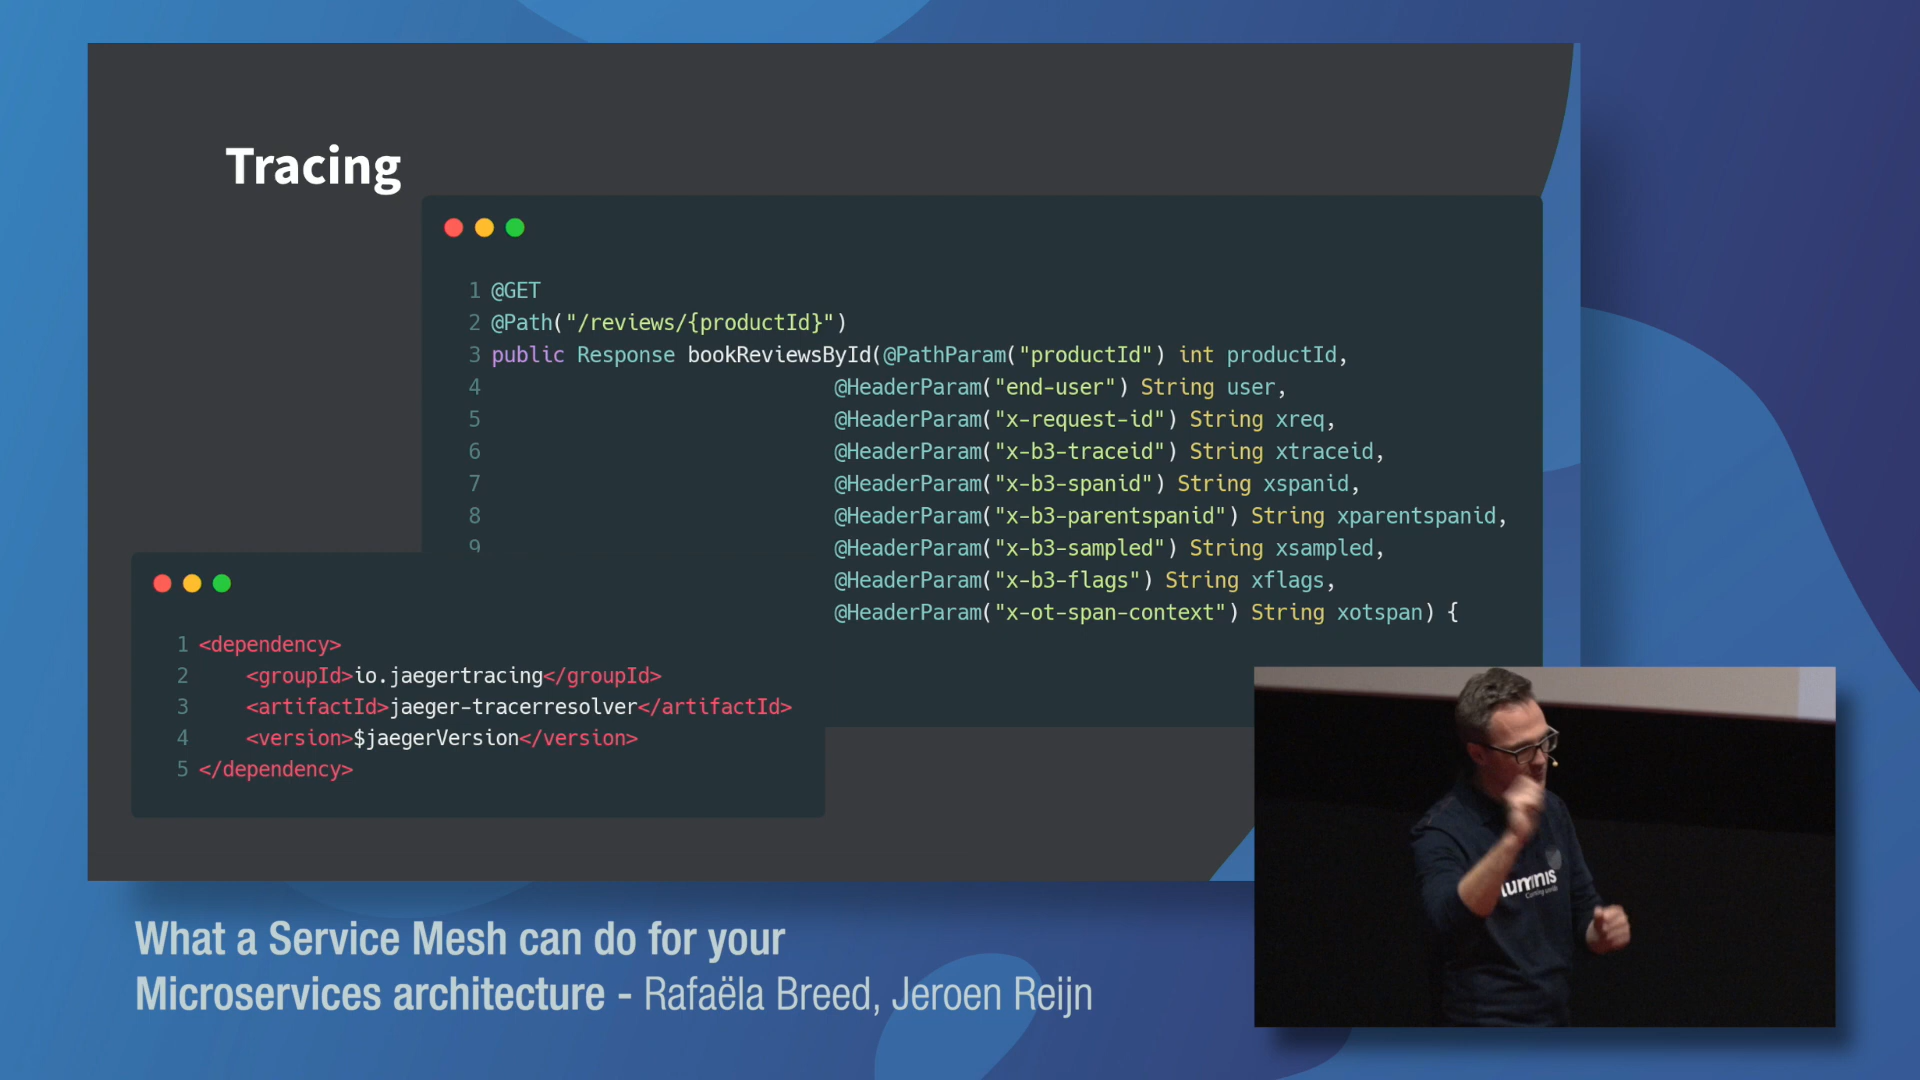 Tracing
1 @GET
2 @Path("/reviews/{productId}")
3 public Response bookReviewsById(@PathParam("productId") int productId,
4 @HeaderParam("end-user") String user,
5 @HeaderParam("x-request-id") String xreq,
6 @HeaderParam("x-b3-traceid") String xtraceid,
7 @HeaderParam("x-b3-spanid") String xspanid,
8 @HeaderParam("x-b3-parentspanid") String xparentspanid,
9 @HeaderParam("x-b3-sampled") String xsampled,
@HeaderParam("x-b3-flags") String xflags,
@HeaderParam("x-ot-span-context") String xotspan) {
1 <dependency>
2 <groupId>io.jaegertracing</groupId>
3 <artifactId>jaeger-tracerresolver</artifactId>
4 <version>$jaegerVersion</version>
5 </dependency>
What a Service Mesh can do for your
Microservices architecture - Rafaëla Breed, Jeroen Reijn